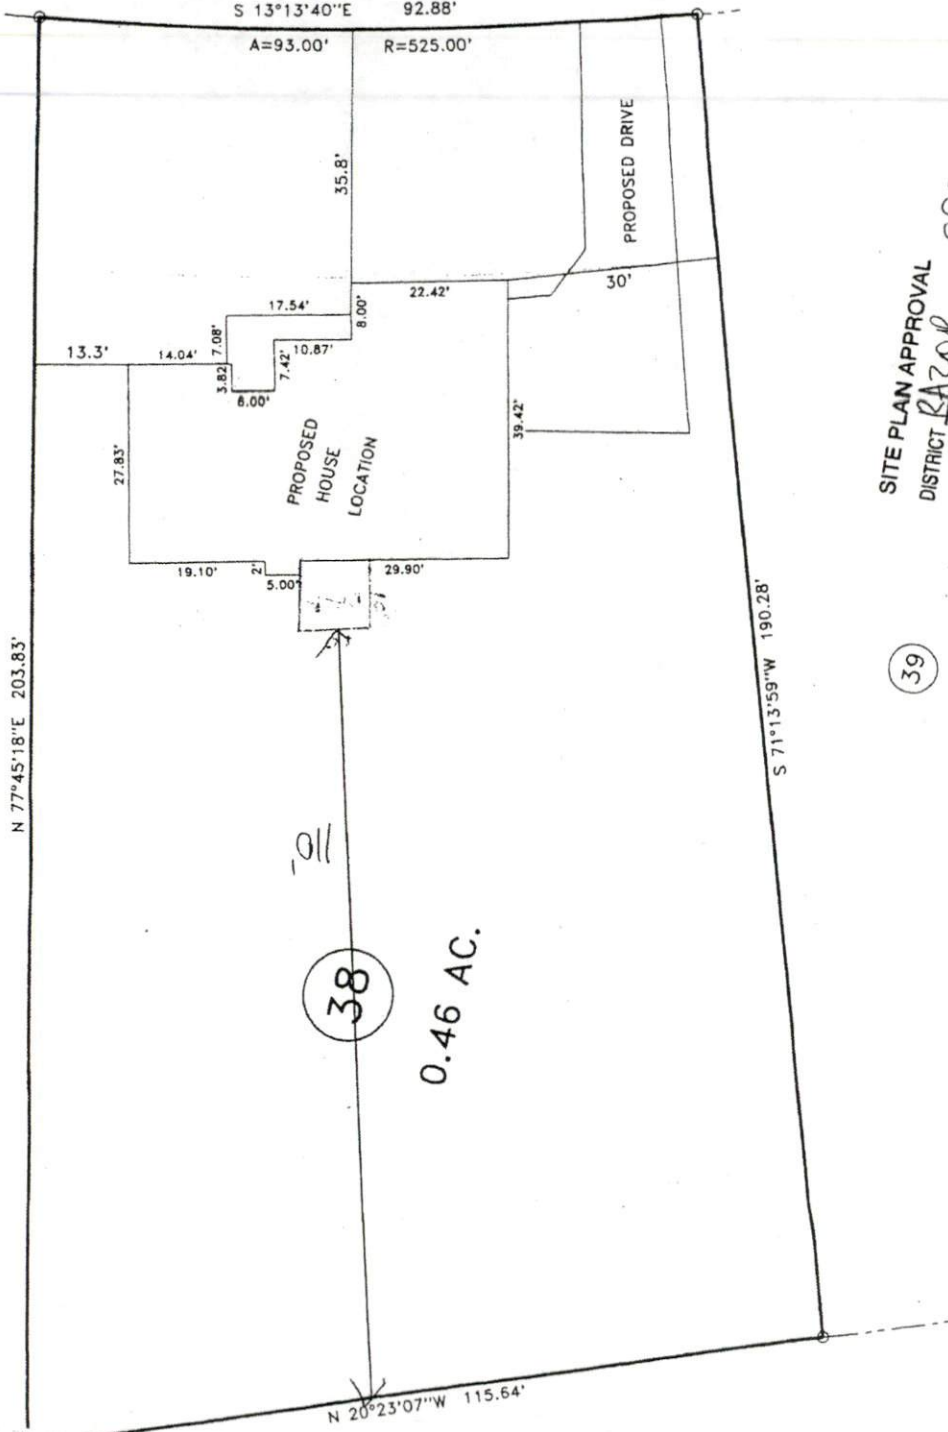 S 13°13'40"E 92.88'
A=93.00' R=525.00'
35.8'
PROPOSED DRIVE
22.42'
30'
17.54'
8.00'
7.08'
10.87'
13.3'
14.04'
3.82
7.42'
6.00'
27.83'
39.42'
PROPOSED
HOUSE
LOCATION
19.10'
2'
5.00'
29.90'
N 77°45'18"E 203.83'
S 71°13'59"W 190.28'
SITE PLAN APPROVAL
DISTRICT
39
110'
38
0.46 AC.
N 20°23'07"W 115.64'